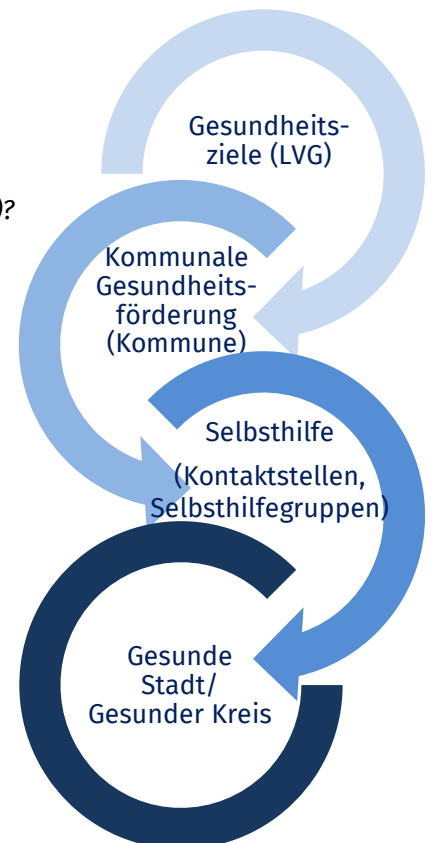 Gesundheits-
ziele (LVG)
)?
Kommunale
Gesundheits-
förderung
(Kommune)
Selbsthilfe
(Kontaktstellen,
Selbsthilfegruppen)
Gesunde
Stadt/
Gesunder Kreis